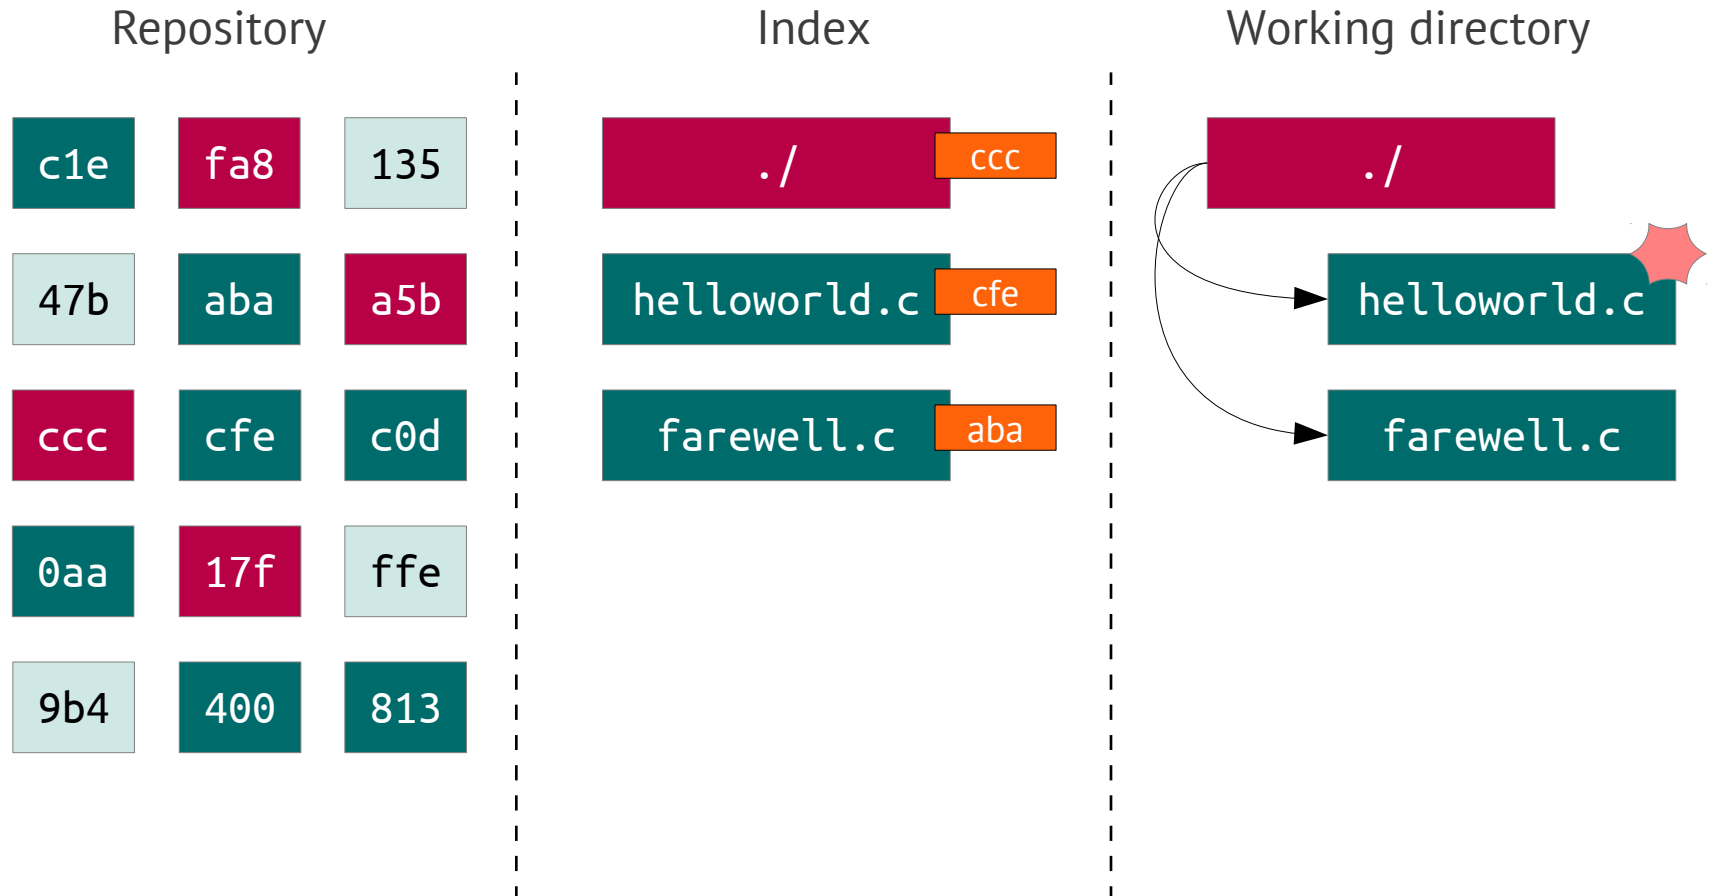 Repository
Index
Working directory
c1e
fa8
135
./
ccc
./
47b
aba
a5b
helloworld.c
cfe
helloworld.c
ccc
cfe
c0d
farewell.c
aba
farewell.c
0aa
17f
ffe
9b4
400
813